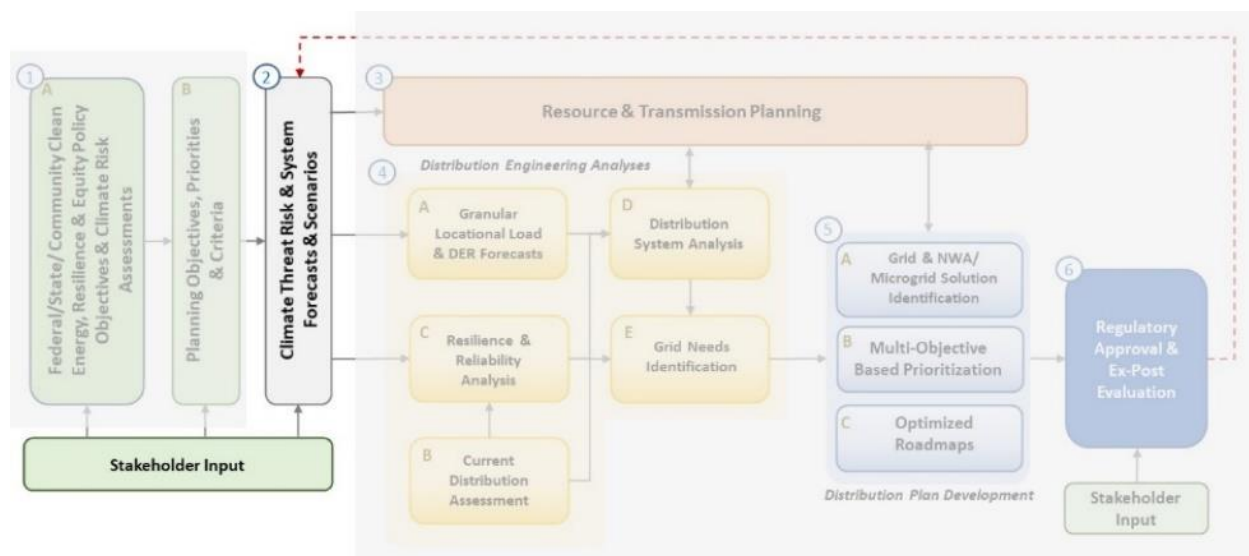 1
A
Federal/State/Community Clean
Energy, Resilience & Equity Policy
Objectives & Climate Risk
Assessments
B
Planning Objectives, Priorities
& Criteria
2
Climate Threat Risk & System
Forecasts & Scenarios
Stakeholder Input
3
Resource & Transmission Planning
Distribution Engineering Analyses
4
A
Granular
Locational Load
& DER Forecasts
D
Distribution
System Analysis
C
Resilience &
Reliability
Analysis
E
Grid Needs
Identification
B
Current
Distribution
Assessment
5
A
Grid & NWA/
Microgrid Solution
Identification
B
Multi-Objective
Based Prioritization
C
Optimized
Roadmaps
Distribution Plan Development
6
Regulatory
Approval &
Ex-Post
Evaluation
Stakeholder
Input